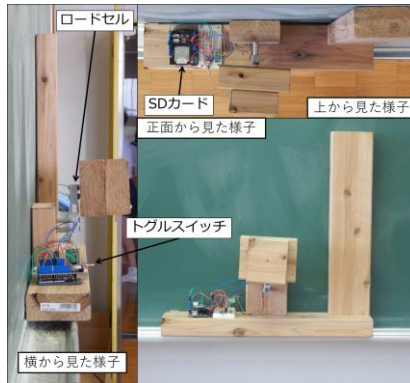 ロードセル
SDカード
正面から見た様子
上から見た様子
トグルスイッチ
横から見た様子